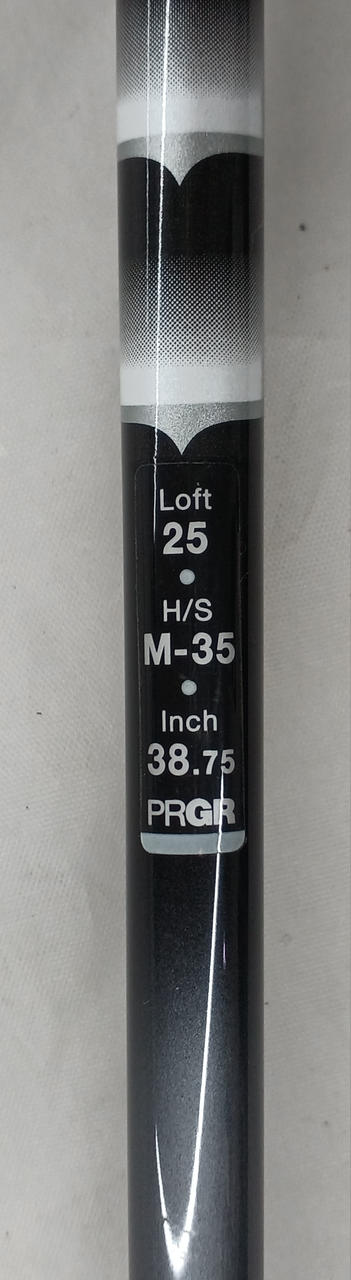 Loft
25
H/S
M-35
Inch
38.75
PRGR